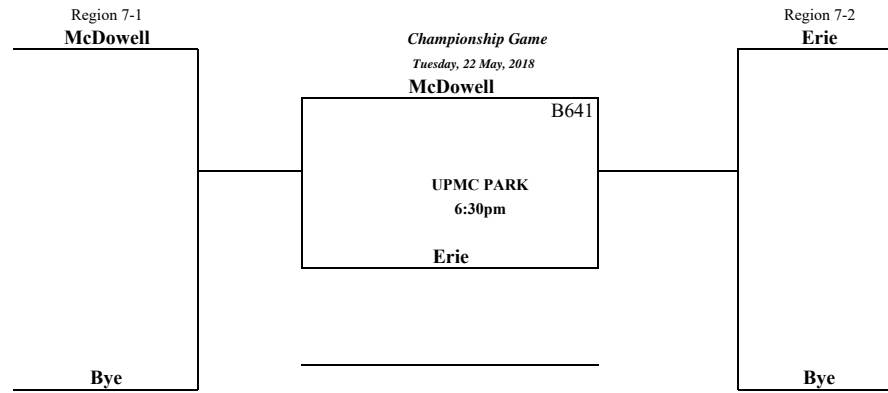 Region 7-1
McDowell
Bye
Championship Game
Tuesday, 22 May, 2018
McDowell
B641
UPMC PARK
6:30pm
Erie
Region 7-2
Erie
Bye